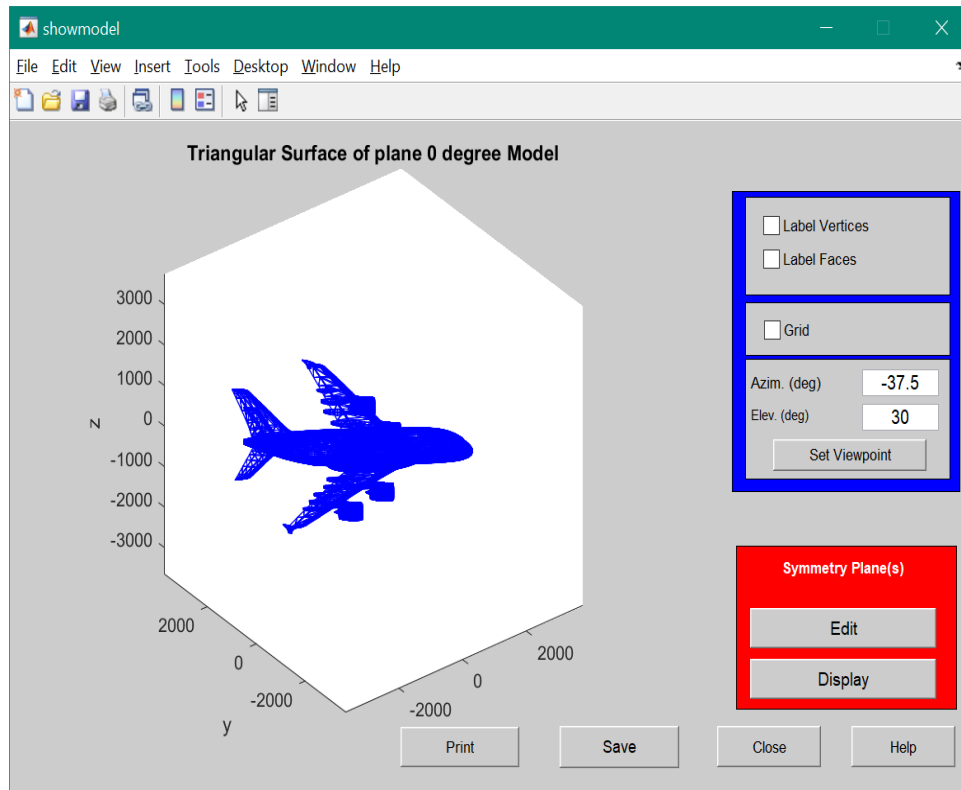 showmodel
File Edit View Insert Tools Desktop Window Help
Triangular Surface of plane 0 degree Model
3000
2000
1000
0
-1000
-2000
-3000
z
2000
0
-2000
y
-2000
0
2000
Label Vertices
Label Faces
Grid
Azim. (deg) -37.5
Elev. (deg) 30
Set Viewpoint
Symmetry Plane(s)
Edit
Display
Print Save Close Help